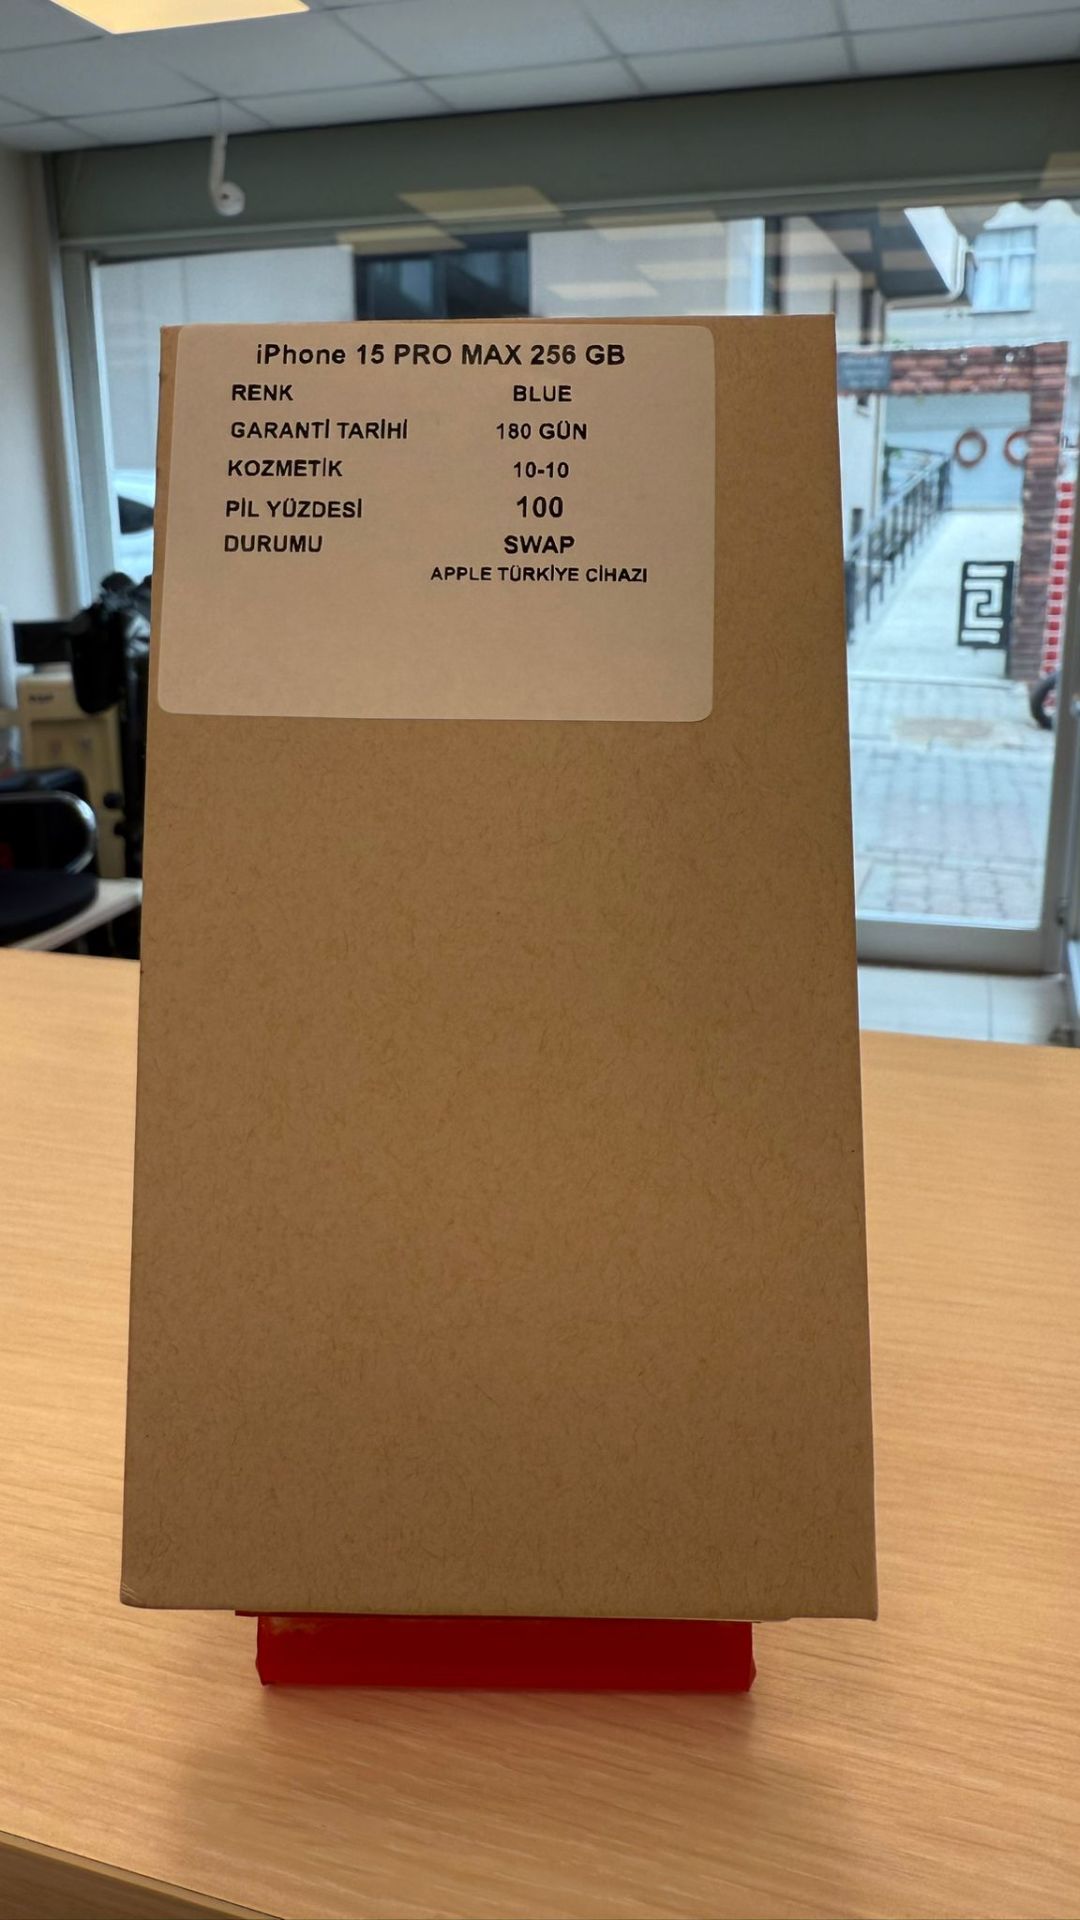 iPhone 15 PRO MAX 256 GB
RENK BLUE
GARANTİ TARİHİ 180 GÜN
KOZMETİK 10-10
PİL YÜZDESİ 100
DURUMU SWAP
APPLE TÜRKİYE CİHAZI